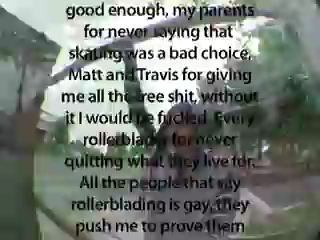 good enough, my parents
for never saying that
skating was a bad choice,
Matt and Travis for giving
me all the free shit, without
it I would be fucked. Every
rollerblader for never
quitting what they live for.
All the people that say
rollerblading is gay, they
push me to prove them